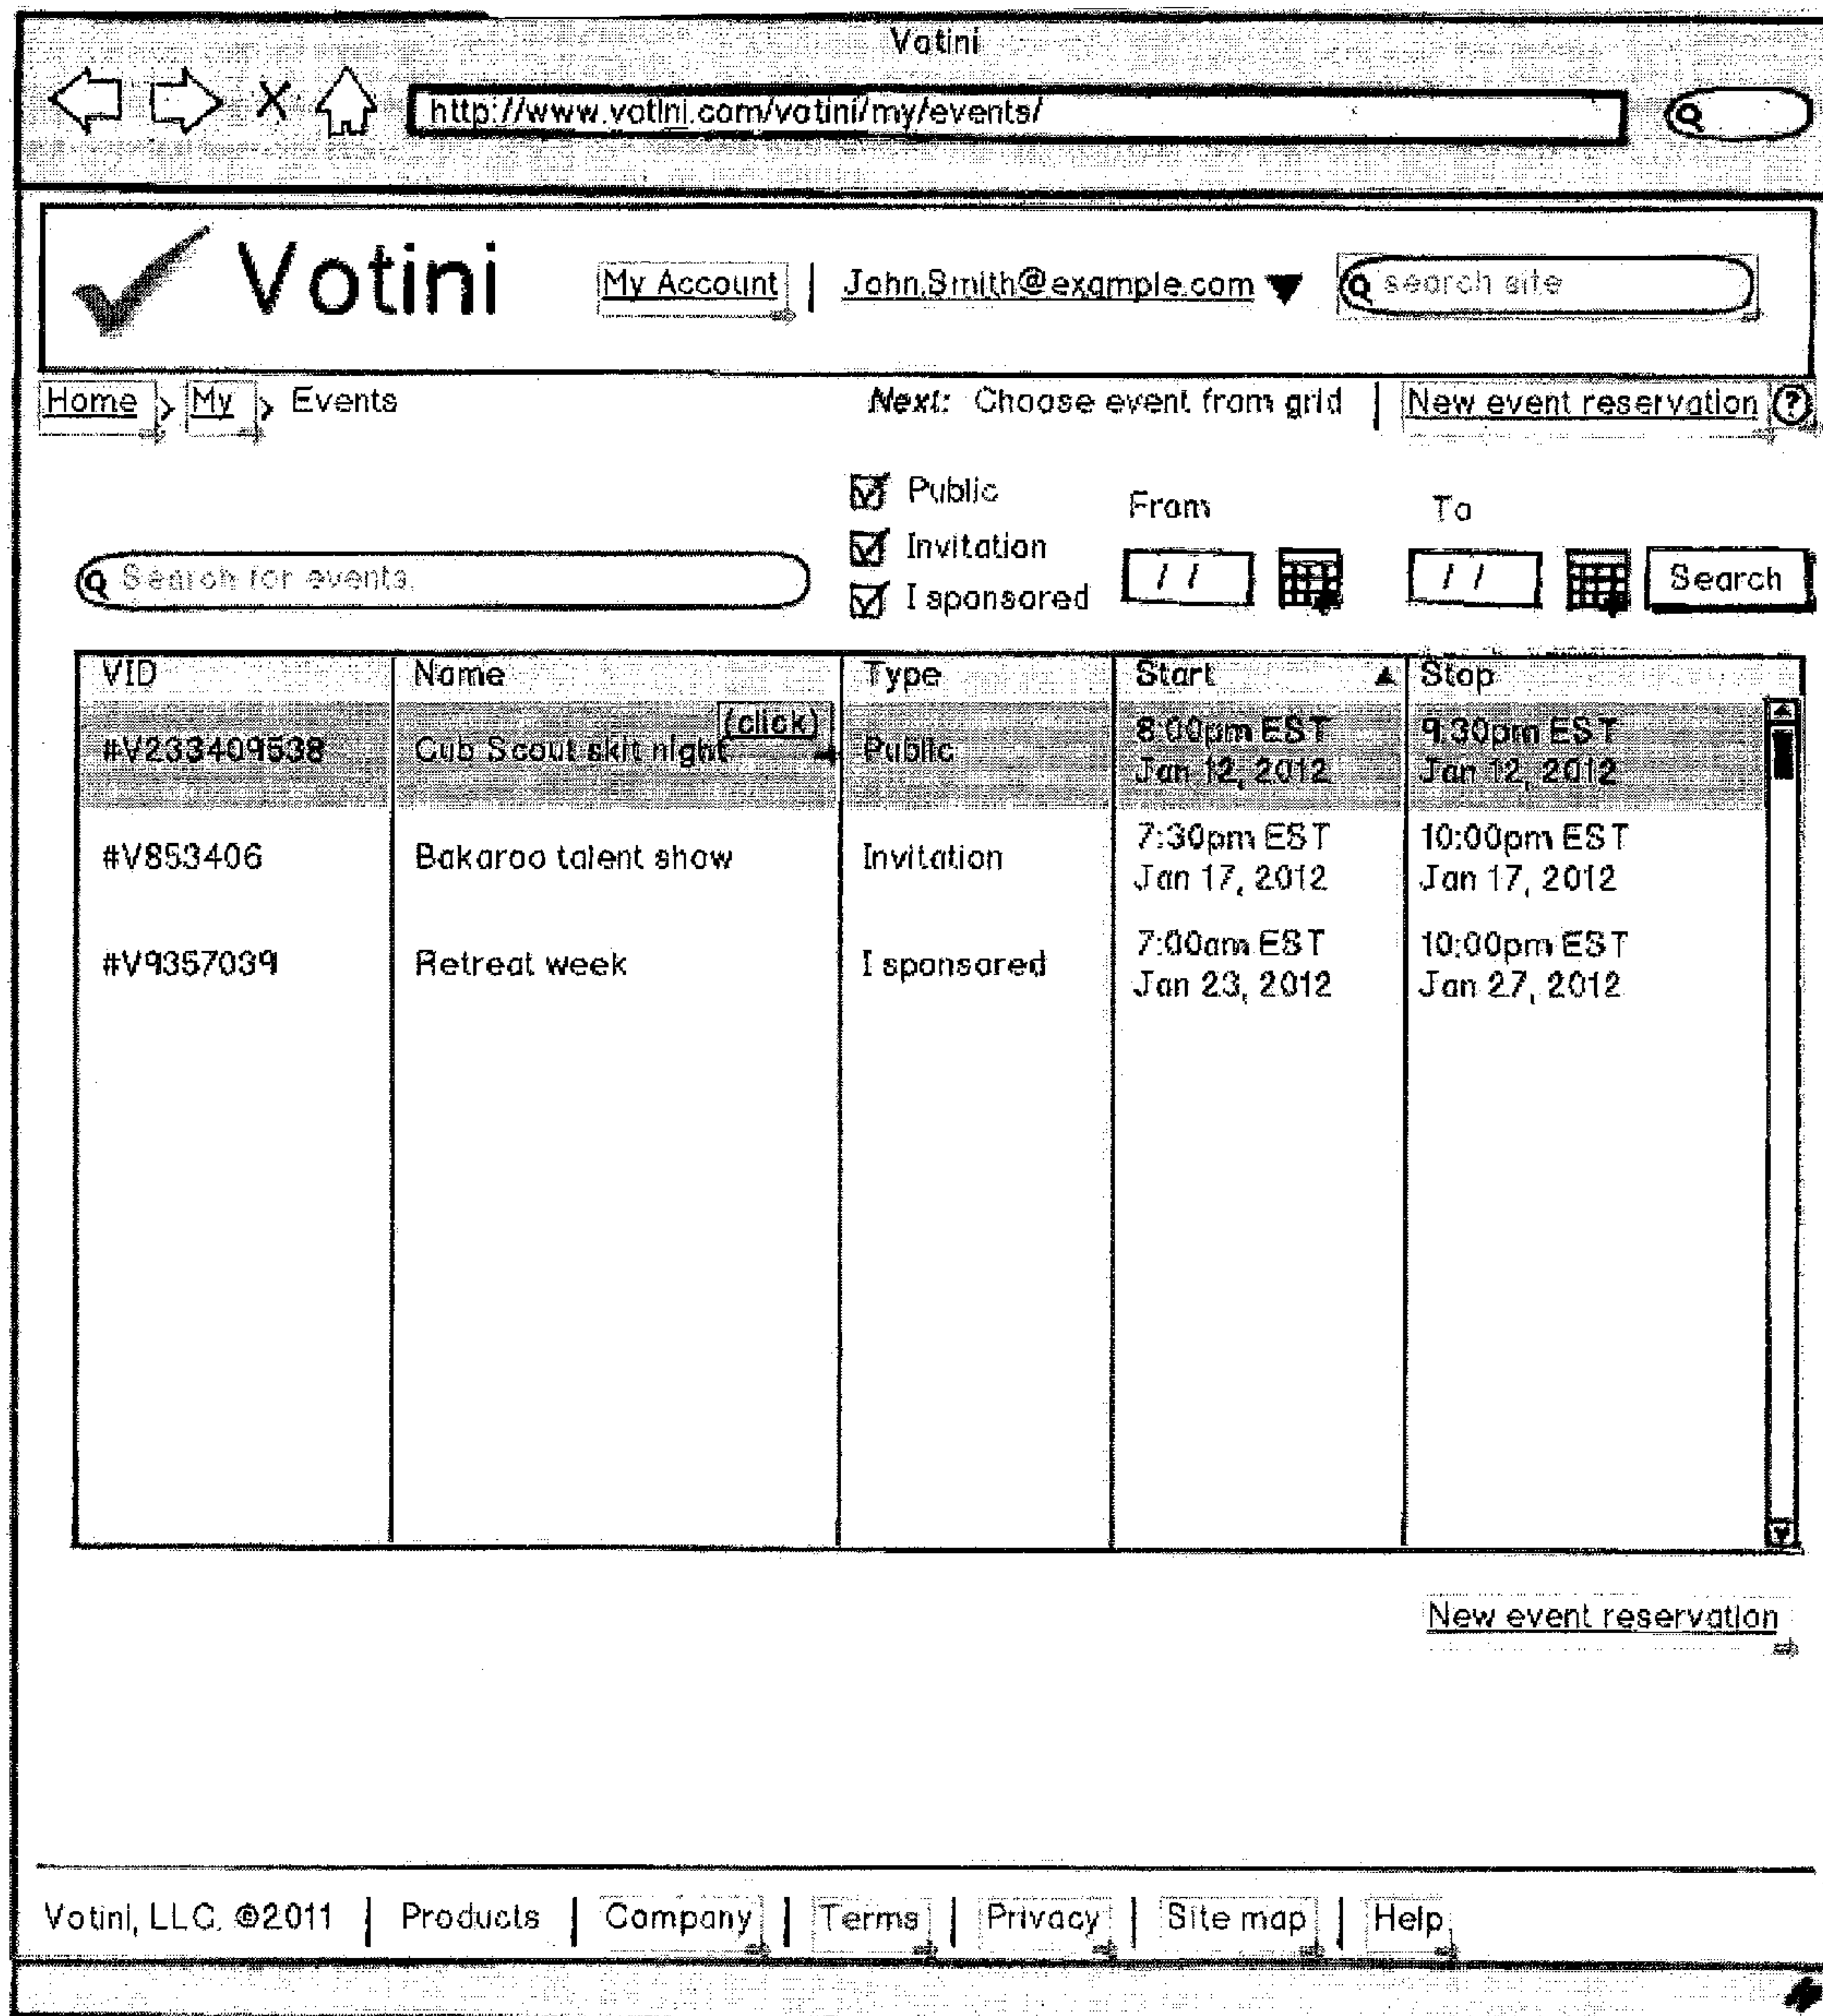 Votini
http://www.votini.com/votini/my/events/
Votini
My Account | John.Smith@example.com
search site
Home > My > Events
Next: Choose event from grid | New event reservation ?
Search for events.
Public
Invitation
I sponsored
From
/ /
To
/ /
Search
VID Name Type Start Stop
#V233409538 Cub Scout skit night (click) Public 8:00pm EST 9:30pm EST
Jan 12, 2012 Jan 12, 2012
#V853406 Bakaroo talent show Invitation 7:30pm EST 10:00pm EST
Jan 17, 2012 Jan 17, 2012
#V9357039 Retreat week I sponsored 7:00am EST 10:00pm EST
Jan 23, 2012 Jan 27, 2012
New event reservation
Votini, LLC. ©2011 | Products | Company | Terms | Privacy | Site map | Help